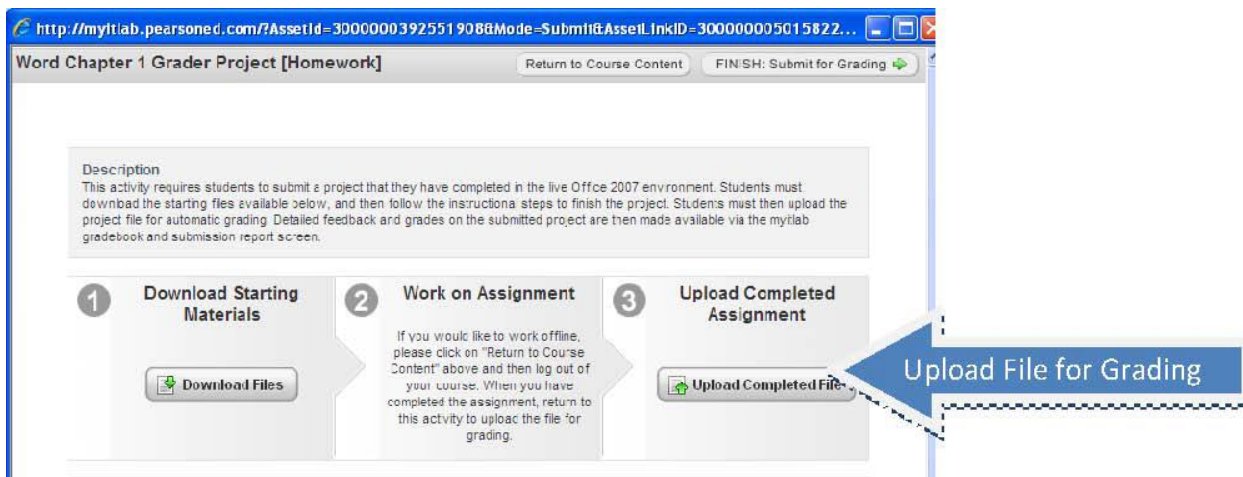 http://myitlab.pearsoned.com/?AssetId=3000000392551908&Mode=Submit&AssetLinkID=300000005015822...
Word Chapter 1 Grader Project [Homework]
Return to Course Content
FINISH: Submit for Grading
Description
This activity requires students to submit a project that they have completed in the live Office 2007 environment. Students must
download the starting files available below, and then follow the instructional steps to finish the project. Students must then upload the
project file for automatic grading. Detailed feedback and grades on the submitted project are then made available via the myitlab
gradebook and submission report screen.
1
Download Starting
Materials
Download Files
2
Work on Assignment
If you would like to work offline,
please click on "Return to Course
Content" above and then log out of
your course. When you have
completed the assignment, return to
this activity to upload the file for
grading.
3
Upload Completed
Assignment
Upload Completed File
Upload File for Grading